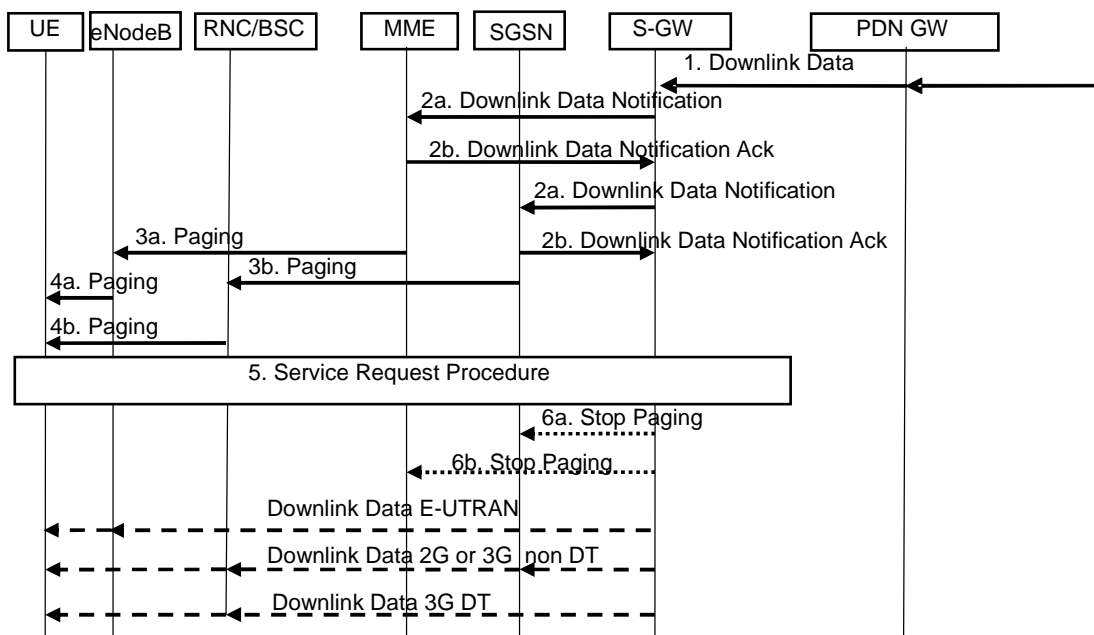 UE
eNodeB
RNC/BSC
MME
SGSN
S-GW
PDN GW
1. Downlink Data
2a. Downlink Data Notification
2b. Downlink Data Notification Ack
2a. Downlink Data Notification
3a. Paging
2b. Downlink Data Notification Ack
3b. Paging
4a. Paging
4b. Paging
5. Service Request Procedure
6a. Stop Paging
6b. Stop Paging
Downlink Data E-UTRAN
Downlink Data 2G or 3G non DT
Downlink Data 3G DT